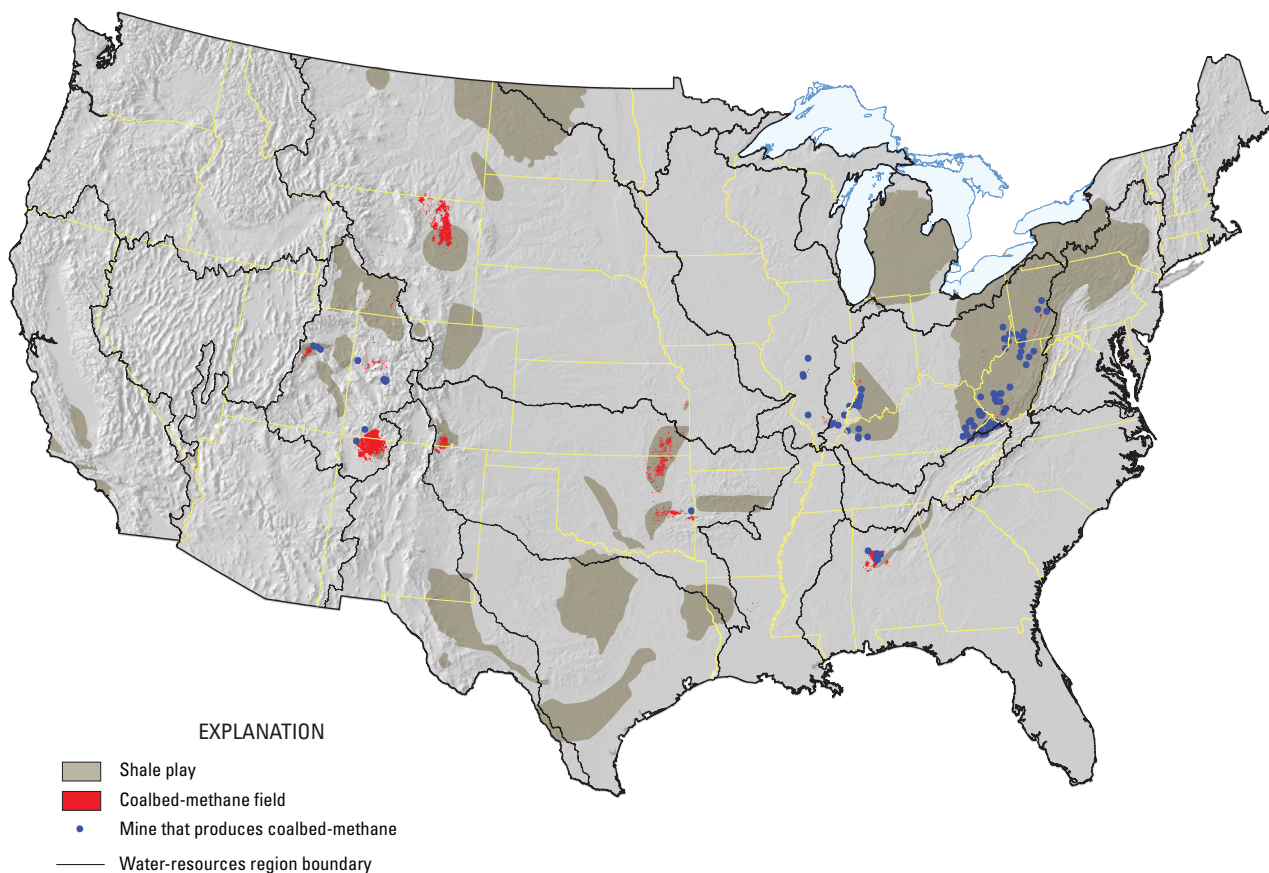 EXPLANATION
Shale play
Coalbed-methane field
Mine that produces coalbed-methane
Water-resources region boundary